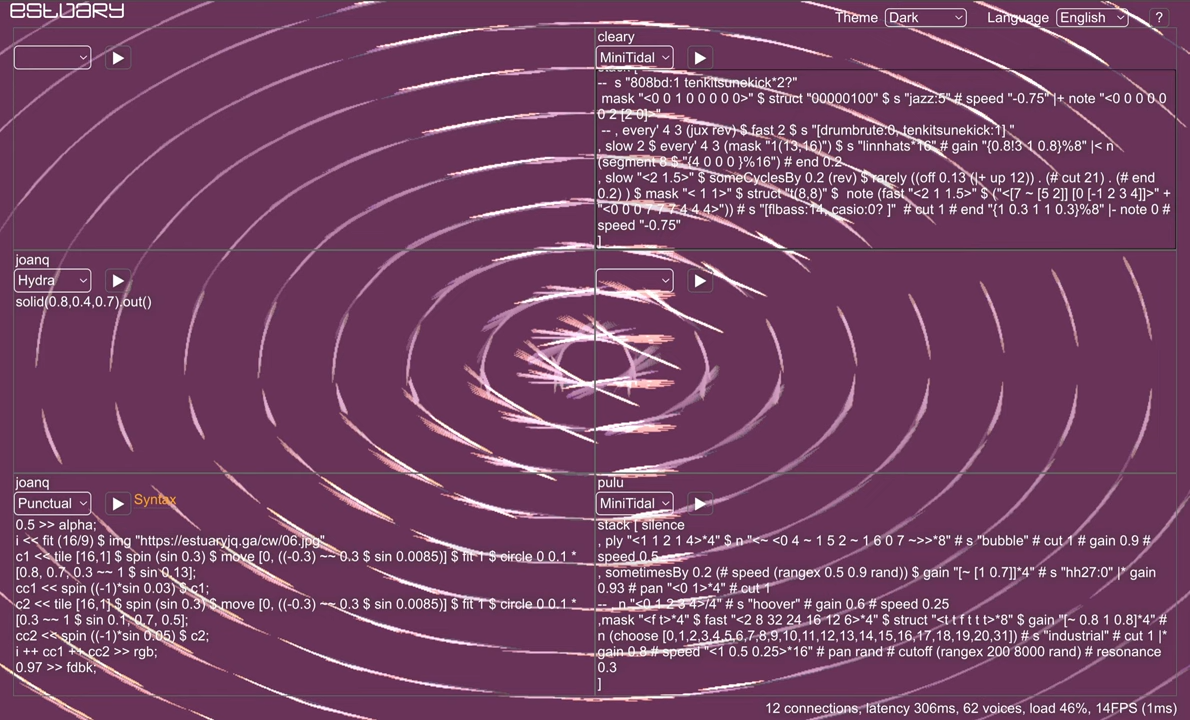 estuary
Theme Dark Language English ?
cleary
MiniTidal
stack [
-- s "808bd:1 tenkitsunekick*2?"
mask "<0 0 1 0 0 0 0 0>" $ struct "00000100" $ s "jazz:5" # speed "-0.75" |+ note "<0 0 0 0 0
0 2 [2 0]>"
-- , every' 4 3 (jux rev) $ fast 2 $ s "[drumbrute:0, tenkitsunekick:1] "
, slow 2 $ every' 4 3 (mask "1(13,16)") $ s "linnhats*16" # gain "{0.8!3 1 0.8}%8" |< n
(segment 8 $ "{4 0 0 0 }%16") # end 0.2
, slow "<2 1.5>" $ someCyclesBy 0.2 (rev) $ rarely ((off 0.13 (|+ up 12)) . (# cut 21) . (# end
0.2) ) $ mask "< 1 1>" $ struct "t(8,8)" $ note (fast "<2 1 1.5>" $ ("<[7 ~ [5 2]] [0 [-1 2 3 4]]>" +
"<0 0 0 7 7 7 4 4 4>")) # s "[flbass:14, casio:0? ]" # cut 1 # end "{1 0.3 1 1 0.3}%8" |- note 0 #
speed "-0.75"
]
joanq
Hydra
solid(0.8,0.4,0.7).out()
joanq
Punctual Syntax
0.5 >> alpha;
i << fit (16/9) $ img "https://estuaryjq.ga/cw/06.jpg"
c1 << tile [16,1] $ spin (sin 0.3) $ move [0, ((-0.3) ~~ 0.3 $ sin 0.0085)] $ fit 1 $ circle 0 0.1 *
[0.8, 0.7, 0.3 ~~ 1 $ sin 0.13];
cc1 << spin ((-1)*sin 0.03) $ c1;
c2 << tile [16,1] $ spin (sin 0.3) $ move [0, ((-0.3) ~~ 0.3 $ sin 0.0085)] $ fit 1 $ circle 0 0.1 *
[0.3 ~~ 1 $ sin 0.1, 0.7, 0.5];
cc2 << spin ((-1)*sin 0.05) $ c2;
i ++ cc1 ++ cc2 >> rgb;
0.97 >> fdbk;
pulu
MiniTidal
stack [ silence
, ply "<1 1 2 1 4>*4" $ n "<~ <0 4 ~ 1 5 2 ~ 1 6 0 7 ~>>*8" # s "bubble" # cut 1 # gain 0.9 #
speed 0.5
, sometimesBy 0.2 (# speed (rangex 0.5 0.9 rand)) $ gain "[~ [1 0.7]]*4" # s "hh27:0" |* gain
0.93 # pan "<0 1>*4" # cut 1
-- , n "<0 1 2 3 4>/4" # s "hoover" # gain 0.6 # speed 0.25
,mask "<f t>*4" $ fast "<2 8 32 24 16 12 6>*4" $ struct "<t t f t t t>*8" $ gain "[~ 0.8 1 0.8]*4" #
n (choose [0,1,2,3,4,5,6,7,8,9,10,11,12,13,14,15,16,17,18,19,20,31]) # s "industrial" # cut 1 |*
gain 0.8 # speed "<1 0.5 0.25>*16" # pan rand # cutoff (rangex 200 8000 rand) # resonance
0.3
]
12 connections, latency 306ms, 62 voices, load 46%, 14FPS (1ms)